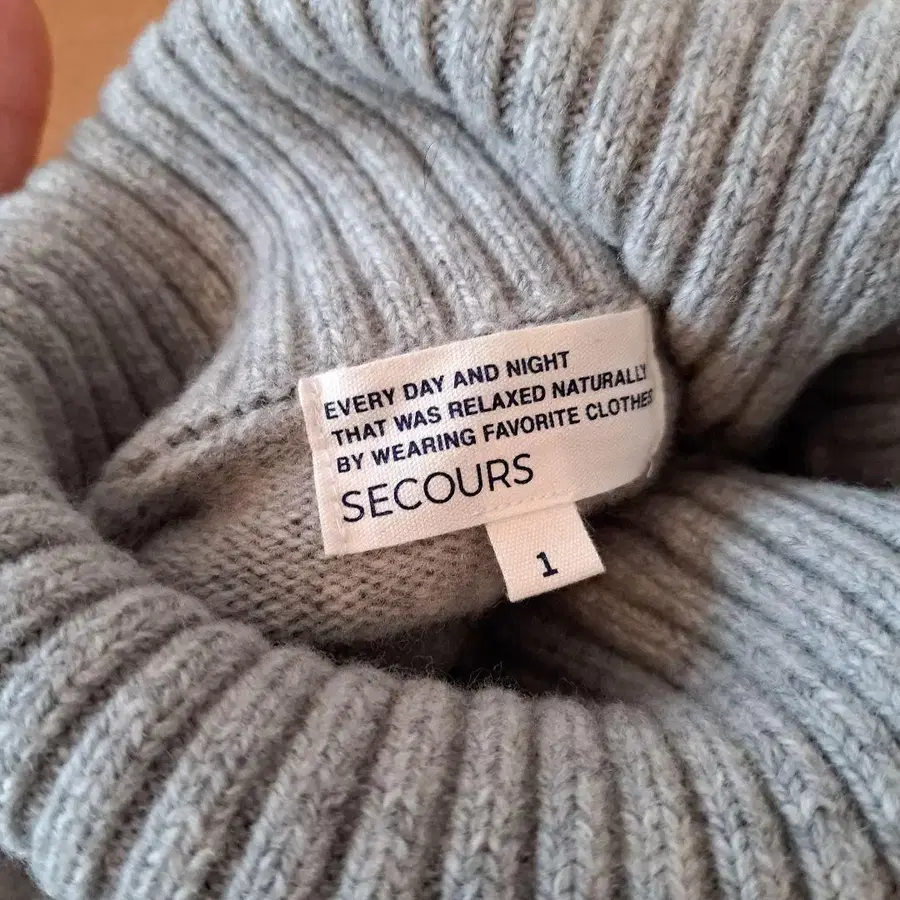 EVERY DAY AND NIGHT
THAT WAS RELAXED NATURALLY
BY WEARING FAVORITE CLOTHES
SECOURS
1